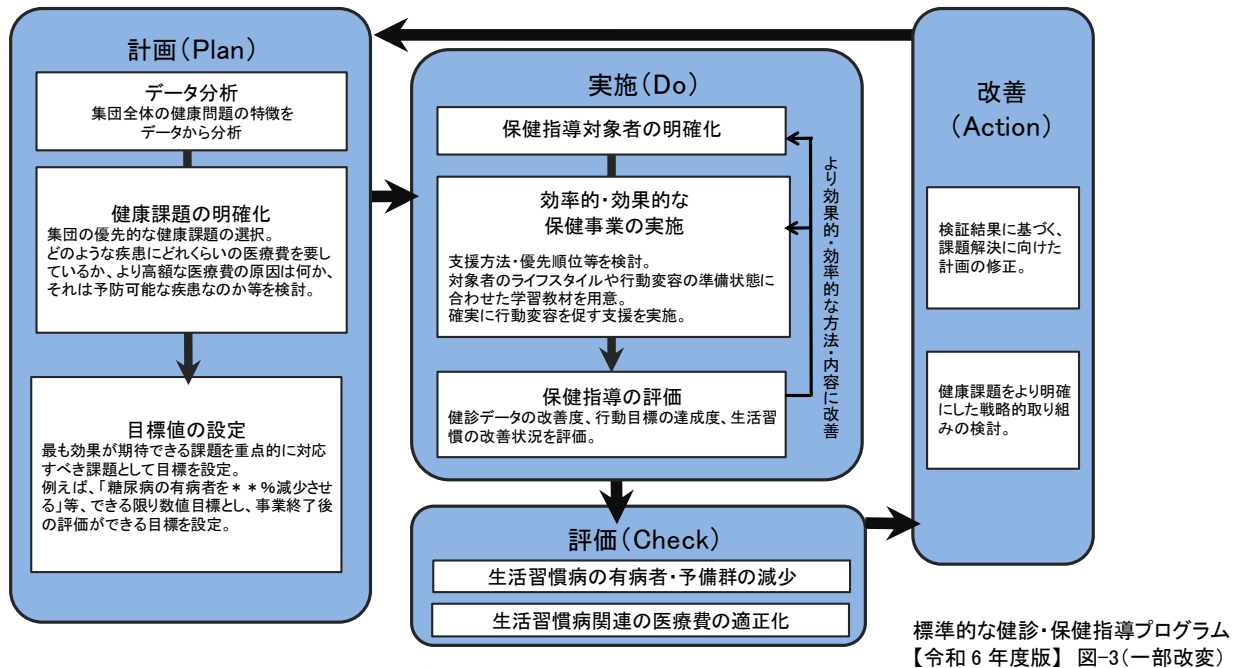 計画(Plan)
データ分析
集団全体の健康問題の特徴を
データから分析
健康課題の明確化
集団の優先的な健康課題の選択。
どのような疾患にどれくらいの医療費を要し
ているか、より高額な医療費の原因は何か、
それは予防可能な疾患なのか等を検討。
目標値の設定
最も効果が期待できる課題を重点的に対応
すべき課題として目標を設定。
例えば、「糖尿病の有病者を**%減少させ
る」等、できる限り数値目標とし、事業終了後
の評価ができる目標を設定。
実施(Do)
保健指導対象者の明確化
効率的・効果的な
保健事業の実施
支援方法・優先順位等を検討。
対象者のライフスタイルや行動変容の準備状態に
合わせた学習教材を用意。
確実に行動変容を促す支援を実施。
保健指導の評価
健診データの改善度、行動目標の達成度、生活習
慣の改善状況を評価。
より効果的・効率的な方法・内容に改善
評価(Check)
生活習慣病の有病者・予備群の減少
生活習慣病関連の医療費の適正化
改善
(Action)
検証結果に基づく、
課題解決に向けた
計画の修正。
健康課題をより明確
にした戦略的取り組
みの検討。
標準的な健診・保健指導プログラム
【令和6年度版】 図-3(一部改変)